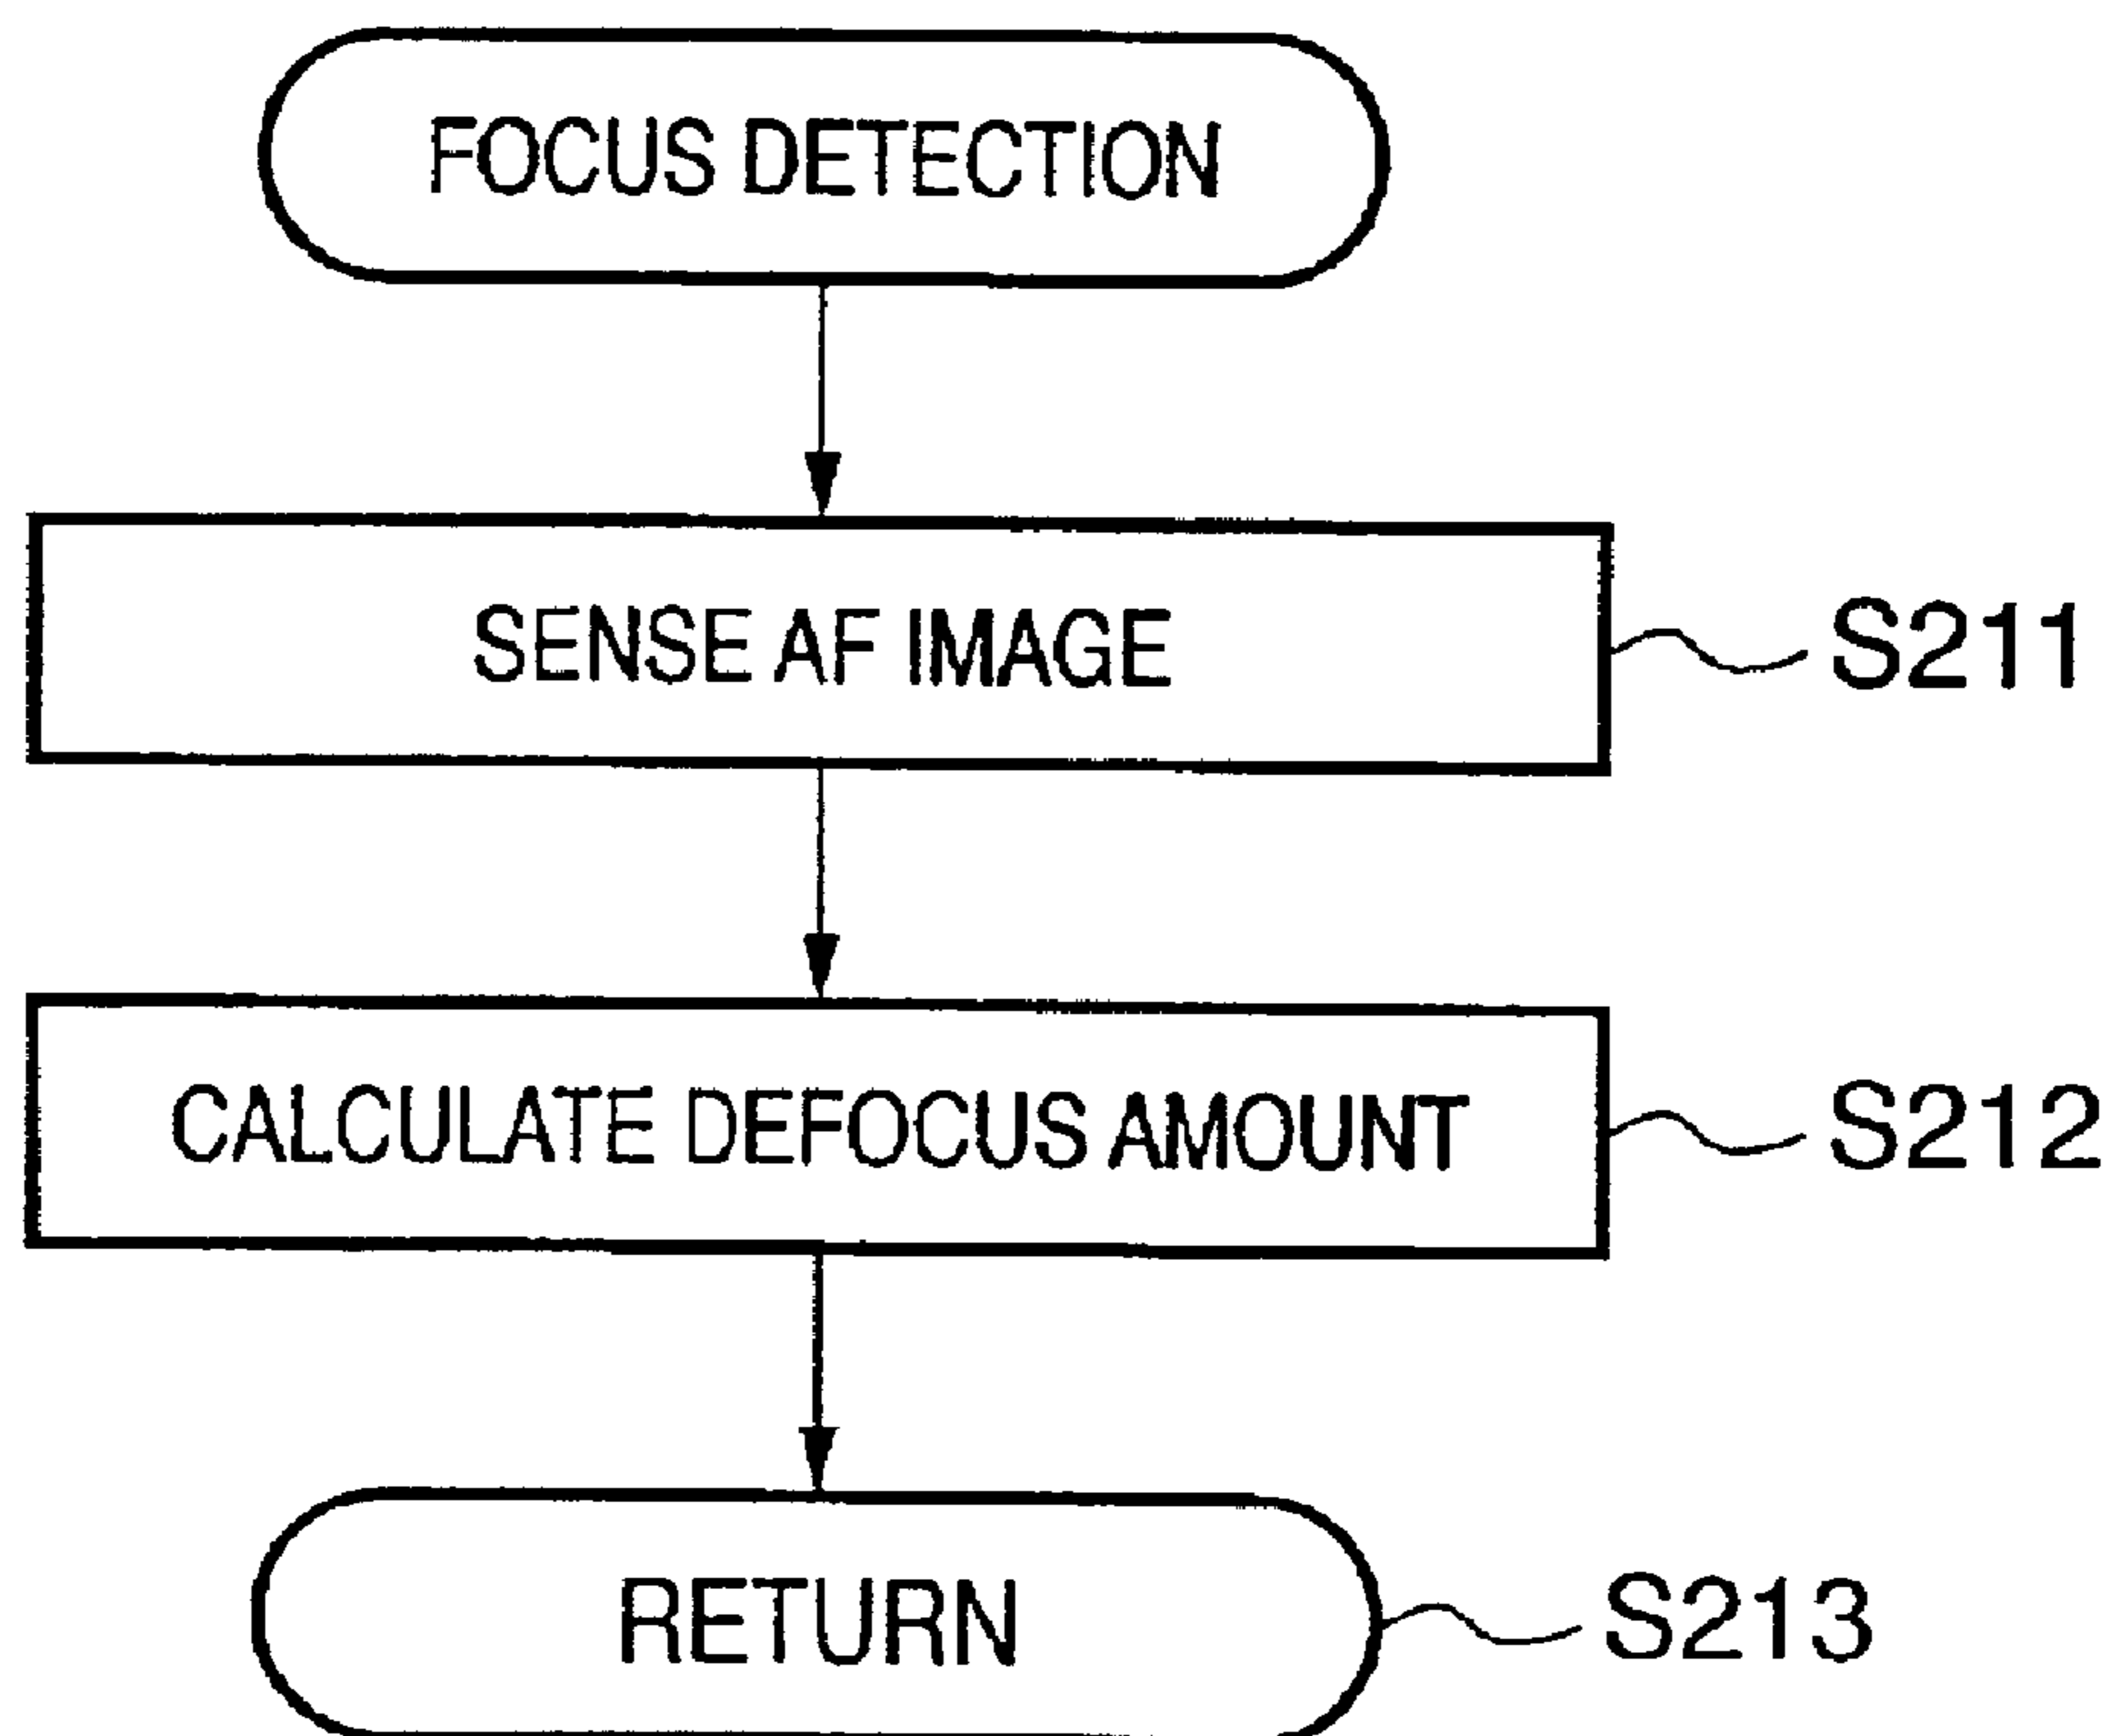 FOCUS DETECTION
SENSE AF IMAGE
S211
CALCULATE DEFOCUS AMOUNT
S212
RETURN
S213